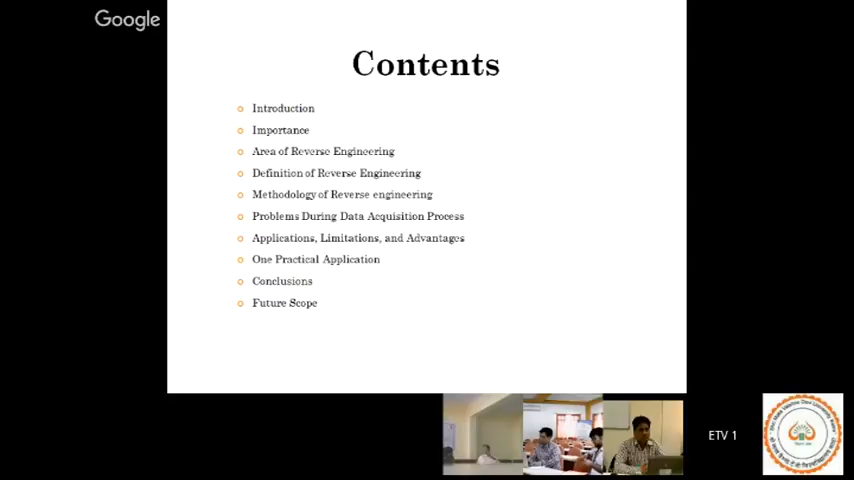 Google
Contents
Introduction
Importance
Area of Reverse Engineering
Definition of Reverse Engineering
Methodology of Reverse engineering
Problems During Data Acquisition Process
Applications, Limitations, and Advantages
One Practical Application
Conclusions
Future Scope
ETV 1